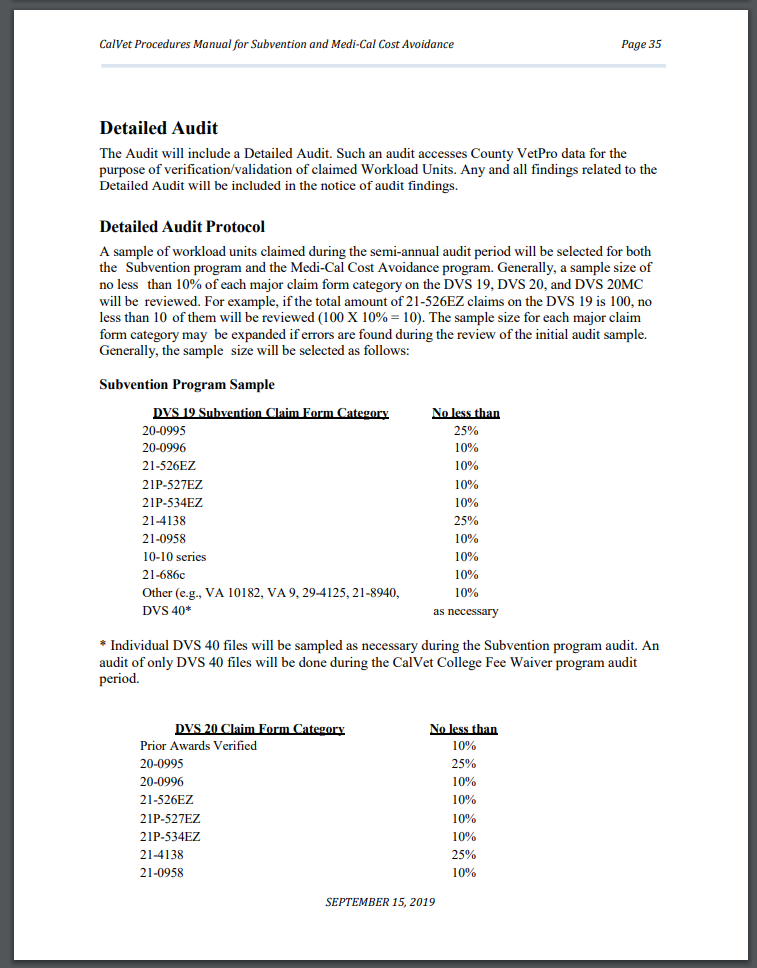 CalVet Procedures Manual for Subvention and Medi-Cal Cost Avoidance Page 35
Detailed Audit
The Audit will include a Detailed Audit. Such an audit accesses County VetPro data for the
purpose of verification/validation of claimed Workload Units. Any and all findings related to the
Detailed Audit will be included in the notice of audit findings.
Detailed Audit Protocol
A sample of workload units claimed during the semi-annual audit period will be selected for both
the Subvention program and the Medi-Cal Cost Avoidance program. Generally, a sample size of
no less than 10% of each major claim form category on the DVS 19, DVS 20, and DVS 20MC
will be reviewed. For example, if the total amount of 21-526EZ claims on the DVS 19 is 100, no
less than 10 of them will be reviewed (100 X 10% = 10). The sample size for each major claim
form category may be expanded if errors are found during the review of the initial audit sample.
Generally, the sample size will be selected as follows:
Subvention Program Sample
DVS 19 Subvention Claim Form Category No less than
20-0995 25%
20-0996 10%
21-526EZ 10%
21P-527EZ 10%
21P-534EZ 10%
21-4138 25%
21-0958 10%
10-10 series 10%
21-686c 10%
Other (e.g., VA 10182, VA 9, 29-4125, 21-8940, 10%
DVS 40* as necessary
* Individual DVS 40 files will be sampled as necessary during the Subvention program audit. An
audit of only DVS 40 files will be done during the CalVet College Fee Waiver program audit
period.
DVS 20 Claim Form Category No less than
Prior Awards Verified 10%
20-0995 25%
20-0996 10%
21-526EZ 10%
21P-527EZ 10%
21P-534EZ 10%
21-4138 25%
21-0958 10%
SEPTEMBER 15, 2019